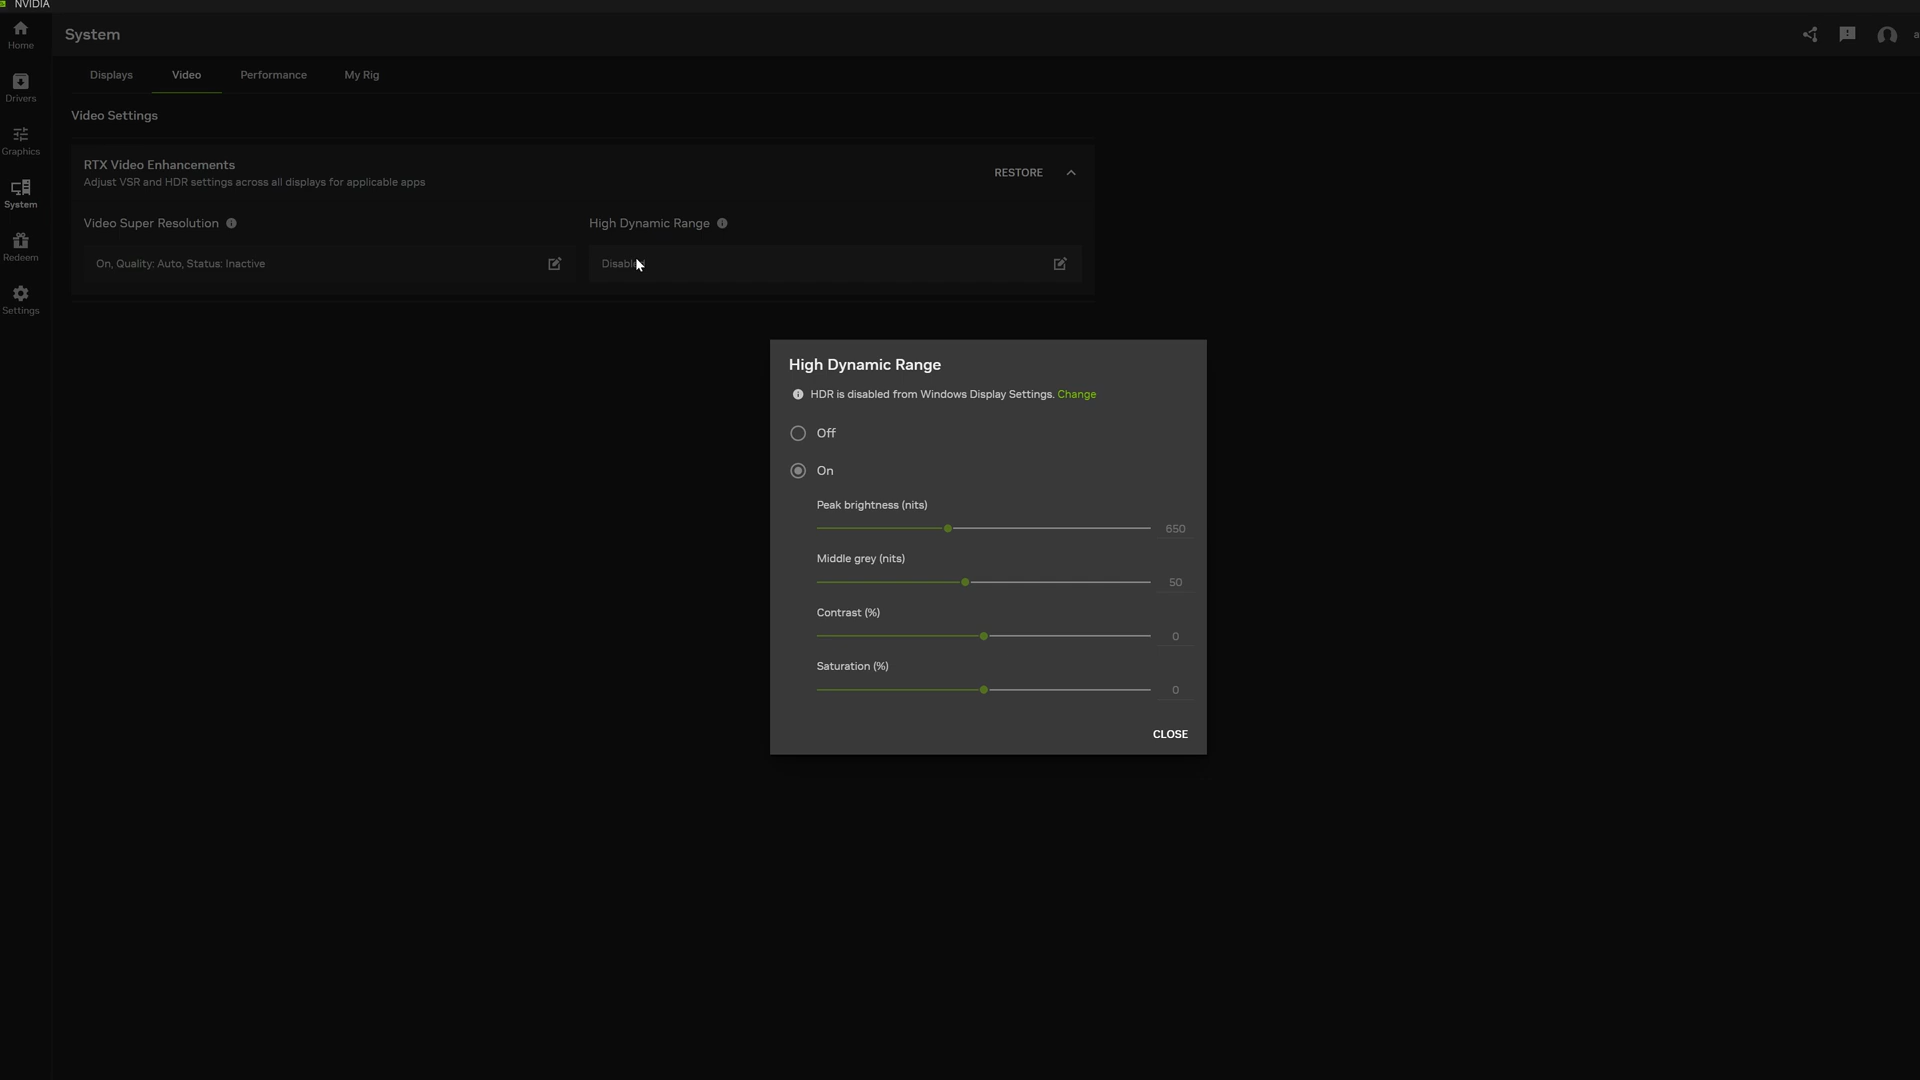 NVIDIA
System
Home
Drivers
Graphics
System
Redeem
Settings
Displays
Video
Performance
My Rig
Video Settings
RTX Video Enhancements
Adjust VSR and HDR settings across all displays for applicable apps
RESTORE
Video Super Resolution
High Dynamic Range
On, Quality: Auto, Status: Inactive
High Dynamic Range
HDR is disabled from Windows Display Settings. Change
Off
On
Peak brightness (nits)
650
Middle grey (nits)
50
Contrast (%)
0
Saturation (%)
0
CLOSE